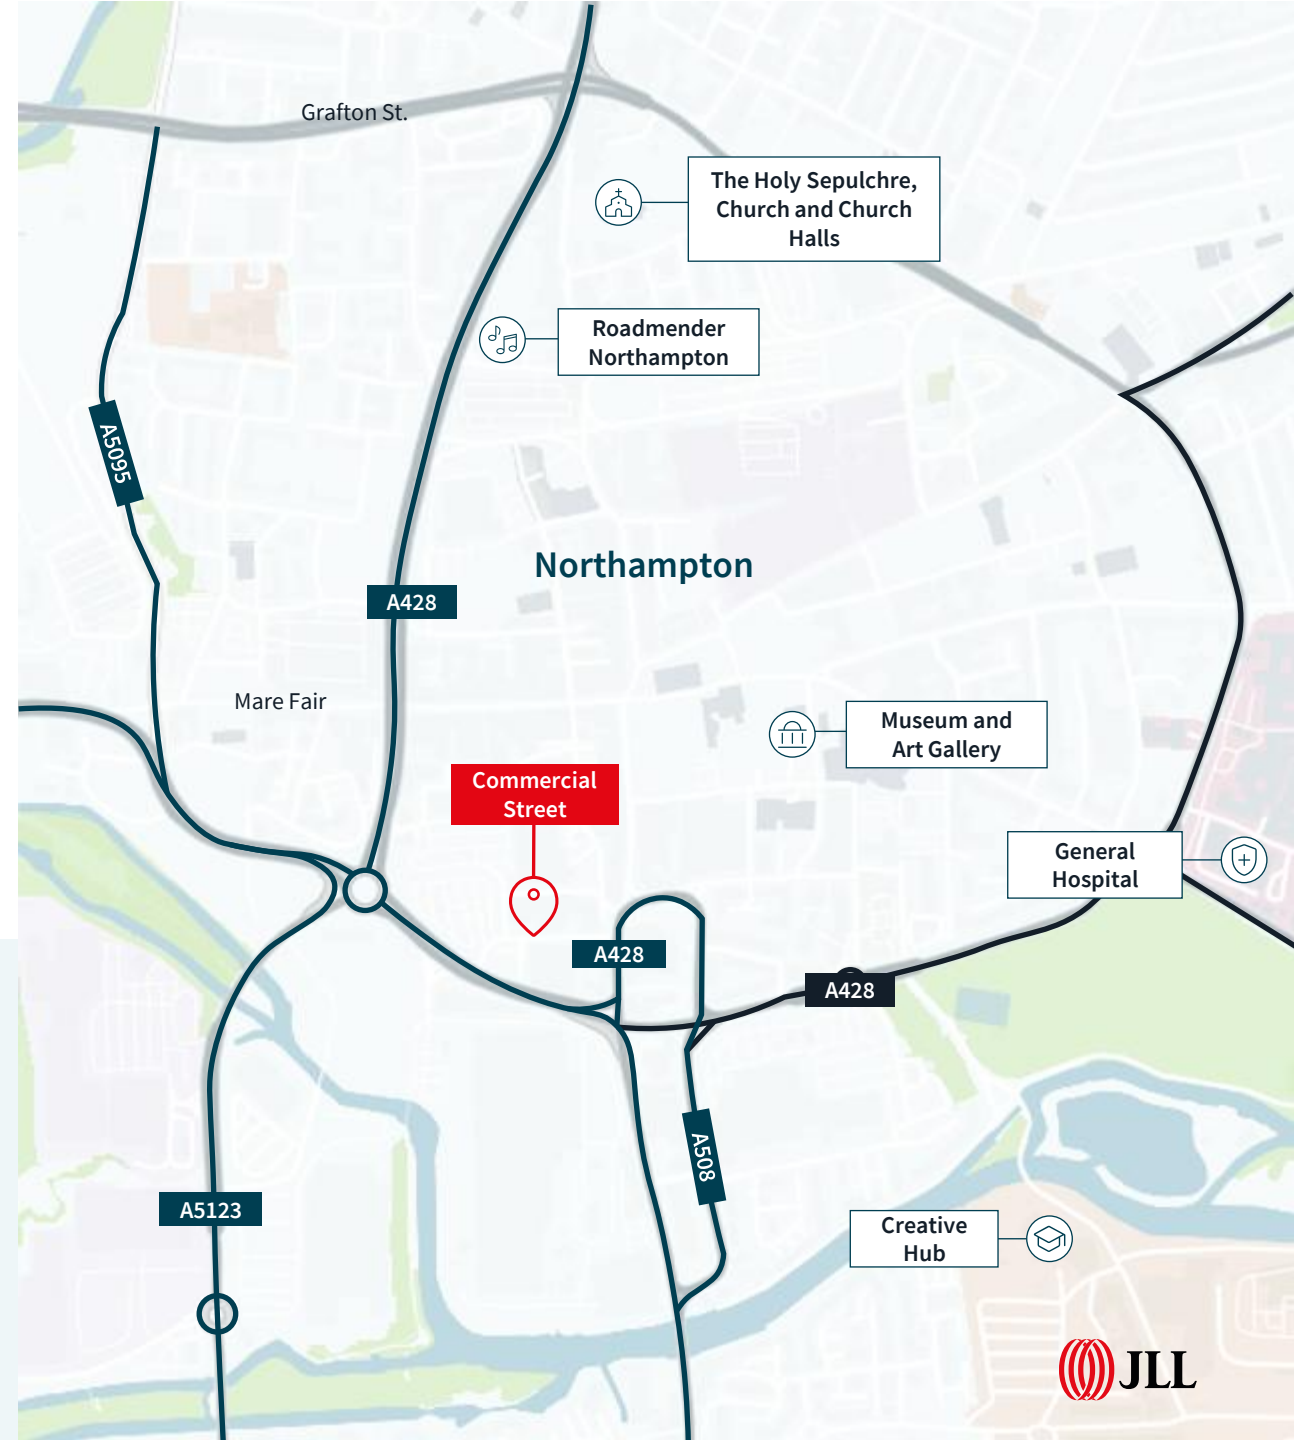 Grafton St.
The Holy Sepulchre,
Church and Church
Halls
Roadmender
Northampton
A5095
Northampton
A428
Mare Fair
Museum and
Art Gallery
Commercial
Street
General
Hospital
A428
A428
A508
A5123
Creative
Hub
JLL